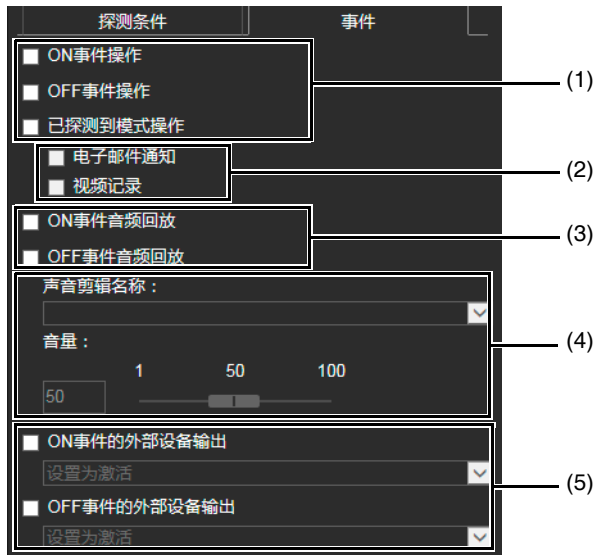 探测条件 事件
ON事件操作
(1)
OFF事件操作
已探测到模式操作
电子邮件通知
(2)
视频记录
ON事件音频回放
(3)
OFF事件音频回放
声音剪辑名称：
(4)
音量：
1 50 100
50
ON事件的外部设备输出
设置为激活
(5)
OFF事件的外部设备输出
设置为激活